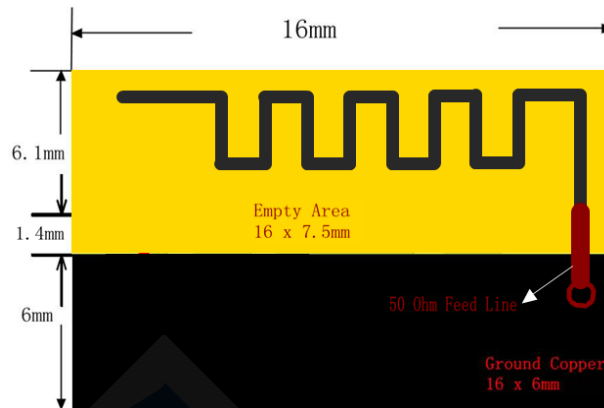 16mm
6.1mm
Empty Area
16 x 7.5mm
1.4mm
6mm
50 Ohm Feed Line
Ground Copper
16 x 6mm